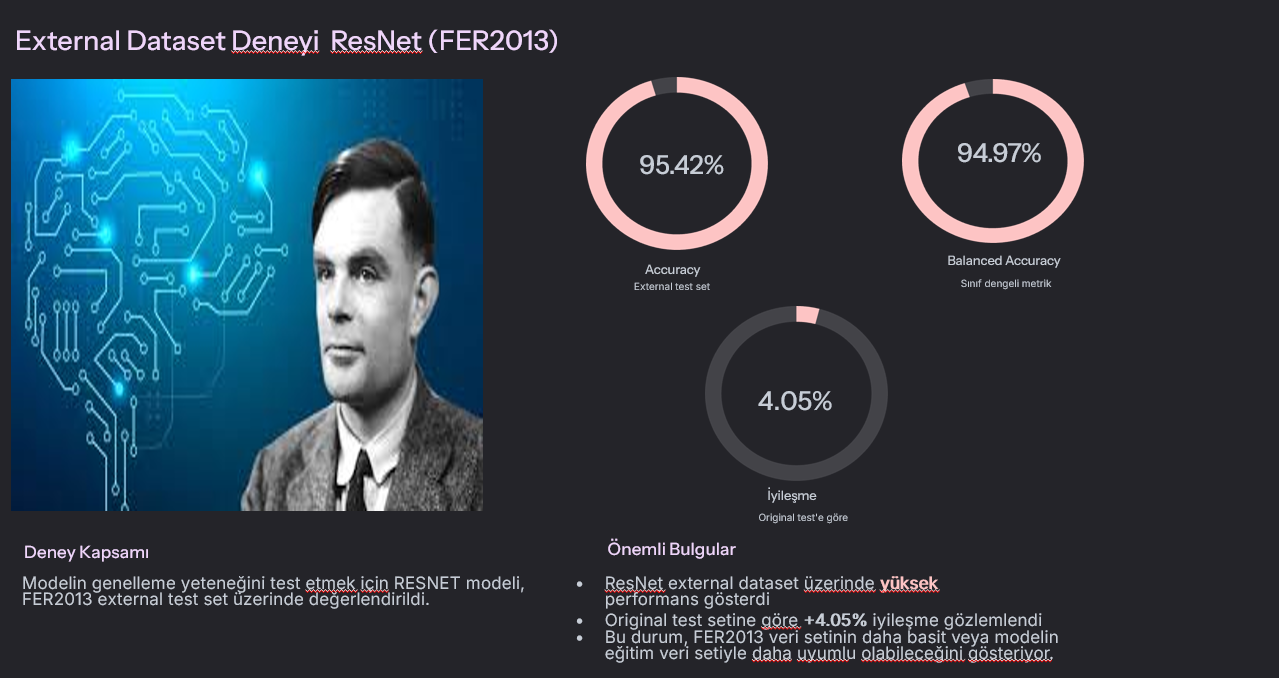 External Dataset Deneyi ResNet (FER2013)
95.42%
Accuracy
External test set
94.97%
Balanced Accuracy
Sınıf dengeli metrik
4.05%
İyileşme
Original test'e göre
Deney Kapsamı
Modelin genelleme yeteneğini test etmek için RESNET modeli,
FER2013 external test set üzerinde değerlendirildi.
Önemli Bulgular
• ResNet external dataset üzerinde yüksek
performans gösterdi
• Original test setine göre +4.05% iyileşme gözlemlendi
• Bu durum, FER2013 veri setinin daha basit veya modelin
eğitim veri setiyle daha uyumlu olabileceğini gösteriyor.